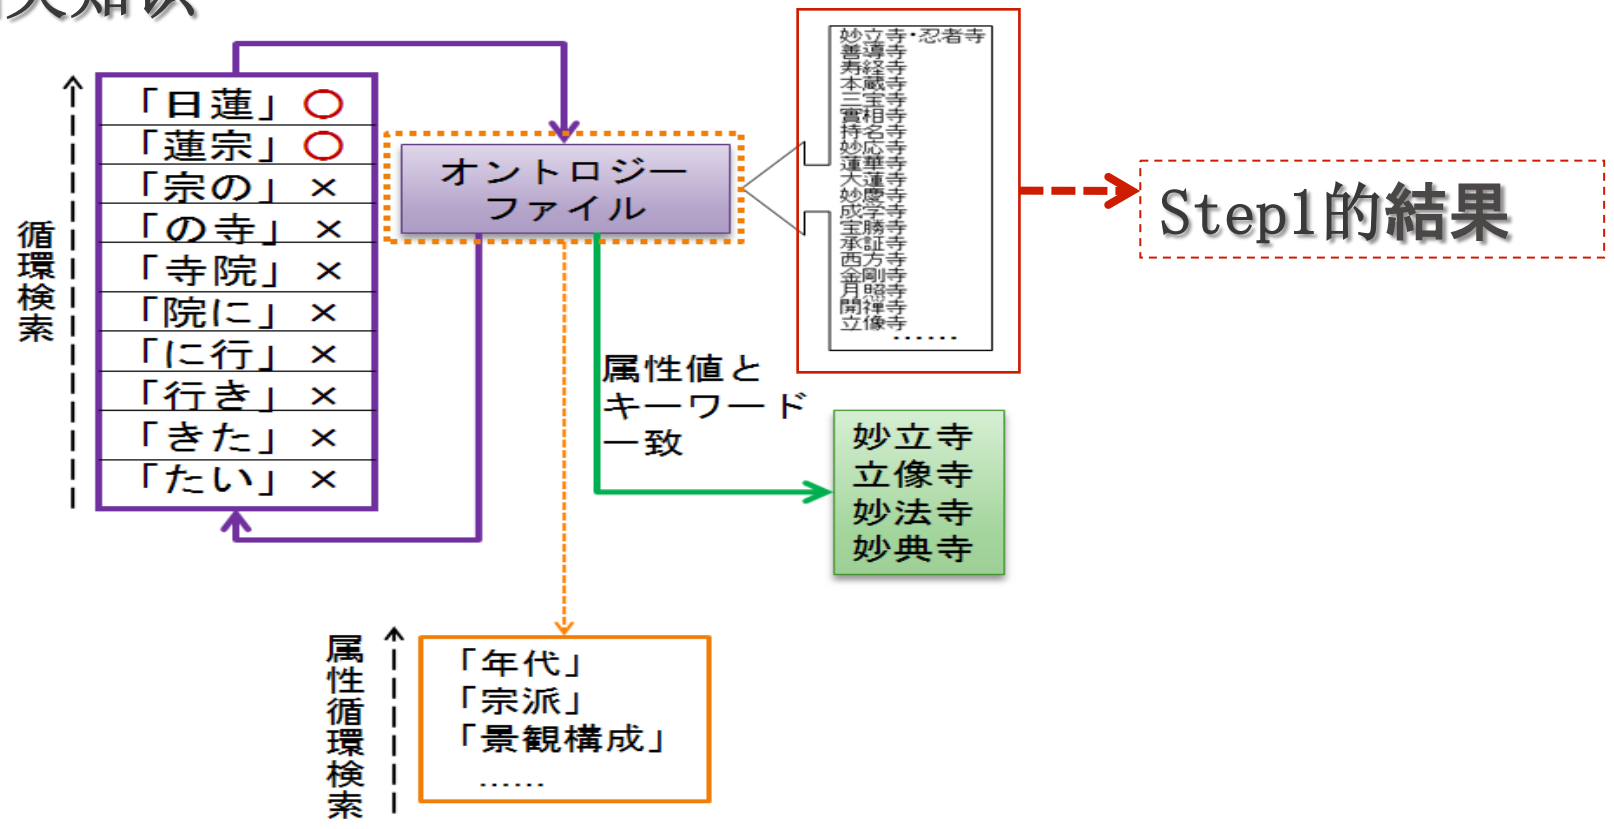 「日蓮」○
「蓮宗」○
「宗の」×
「の寺」×
「寺院」×
「院に」×
「に行」×
「行き」×
「きた」×
「たい」×
循環検索
オントロジー
ファイル
妙立寺・忍者寺
善導寺
寿経寺
本蔵寺
三宝寺
實相寺
持名寺
妙応寺
蓮華寺
大蓮寺
妙慶寺
成学寺
宝勝寺
承証寺
西方寺
金剛寺
月照寺
開禅寺
立像寺
……
Step1的結果
属性値と
キーワード
一致
妙立寺
立像寺
妙法寺
妙典寺
属性循環検索
「年代」
「宗派」
「景観構成」
……